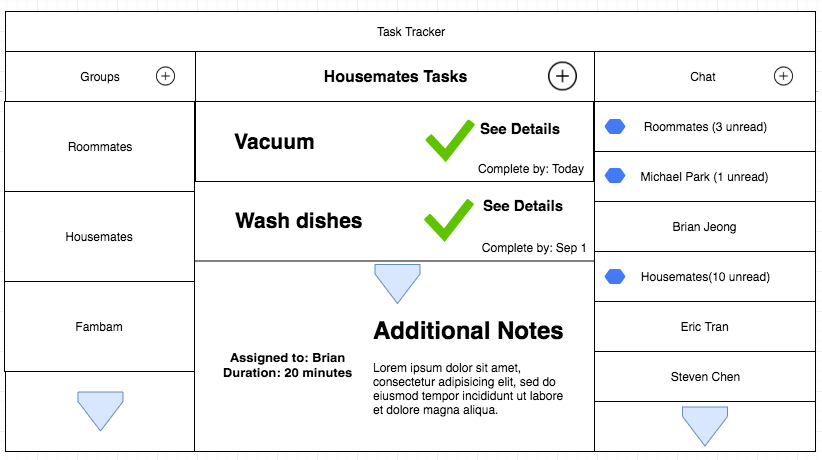 Task Tracker
Groups
Housemates Tasks
Chat
Roommates
Housemates
Fambam
Vacuum
See Details
Complete by: Today
Wash dishes
See Details
Complete by: Sep 1
Assigned to: Brian
Duration: 20 minutes
Additional Notes
Lorem ipsum dolor sit amet,
consectetur adipisicing elit, sed do
eiusmod tempor incididunt ut labore
et dolore magna aliqua.
Roommates (3 unread)
Michael Park (1 unread)
Brian Jeong
Housemates(10 unread)
Eric Tran
Steven Chen